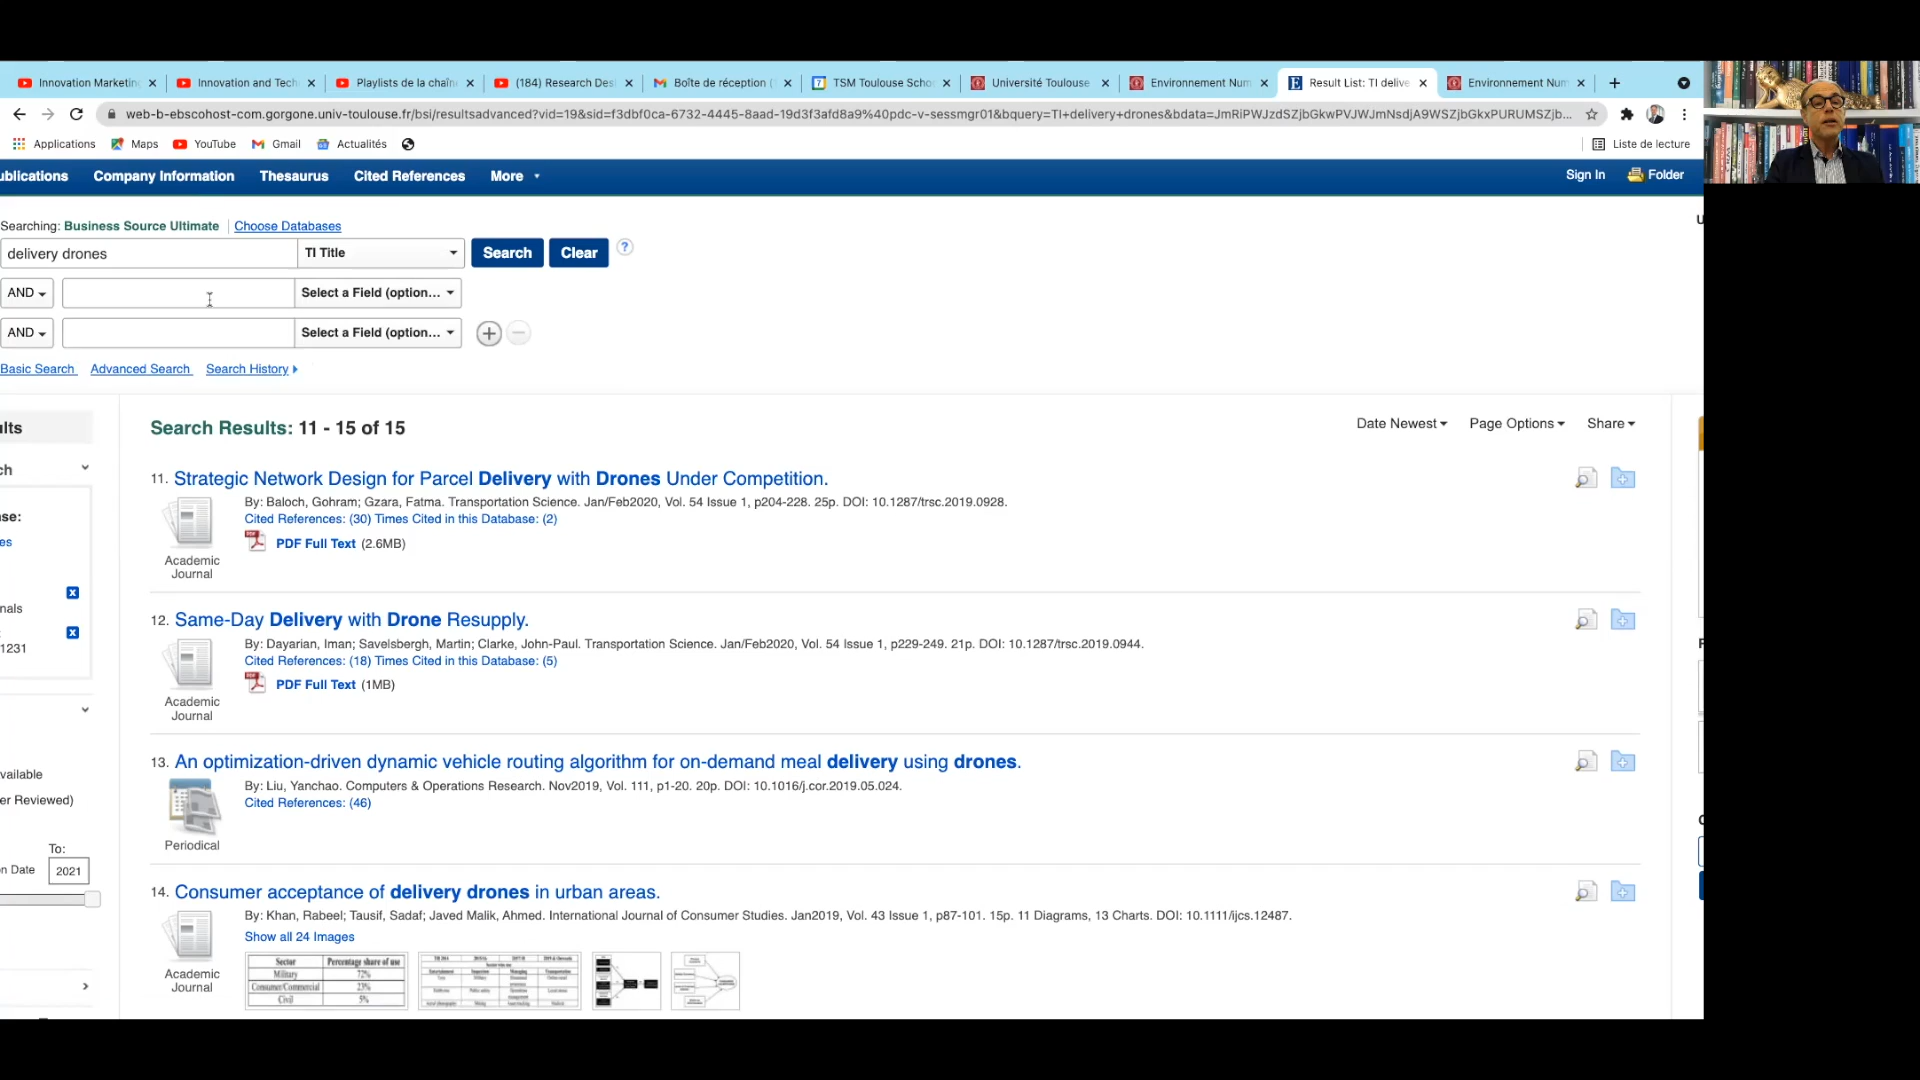 Innovation Marketin
Innovation and Tech
Playlists de la chaîne
(184) Research Des
Boîte de réception (
TSM Toulouse Schoo
Université Toulouse
Environnement Num
Result List: TI delive
Environnement Num
web-b-ebscohost-com.gorgone.univ-toulouse.fr/bsi/resultsadvanced?vid=19&sid=f3dbf0ca-6732-4445-8aad-19d3f3afd8a9%40pdc-v-sessmgr01&bquery=TI+delivery+drones&bdata=JmRiPWJzdSZjbGkwPVJWJmNsdjA9WSZjbGkxPURUMSZjb...
Applications
Maps
YouTube
Gmail
Actualités
Liste de lecture
ublications
Company Information
Thesaurus
Cited References
More
Sign In
Folder
Searching: Business Source Ultimate
Choose Databases
delivery drones
TI Title
Search
Clear
?
AND
Select a Field (option...
AND
Select a Field (option...
Basic Search
Advanced Search
Search History
Search Results: 11 - 15 of 15
Date Newest
Page Options
Share
11. Strategic Network Design for Parcel Delivery with Drones Under Competition.
By: Baloch, Gohram; Gzara, Fatma. Transportation Science. Jan/Feb2020, Vol. 54 Issue 1, p204-228. 25p. DOI: 10.1287/trsc.2019.0928.
Cited References: (30) Times Cited in this Database: (2)
PDF Full Text (2.6MB)
Academic
Journal
12. Same-Day Delivery with Drone Resupply.
By: Dayarian, Iman; Savelsbergh, Martin; Clarke, John-Paul. Transportation Science. Jan/Feb2020, Vol. 54 Issue 1, p229-249. 21p. DOI: 10.1287/trsc.2019.0944.
Cited References: (18) Times Cited in this Database: (5)
PDF Full Text (1MB)
Academic
Journal
13. An optimization-driven dynamic vehicle routing algorithm for on-demand meal delivery using drones.
By: Liu, Yanchao. Computers & Operations Research. Nov2019, Vol. 111, p1-20. 20p. DOI: 10.1016/j.cor.2019.05.024.
Cited References: (46)
Periodical
14. Consumer acceptance of delivery drones in urban areas.
By: Khan, Rabeel; Tausif, Sadaf; Javed Malik, Ahmed. International Journal of Consumer Studies. Jan2019, Vol. 43 Issue 1, p87-101. 15p. 11 Diagrams, 13 Charts. DOI: 10.1111/ijcs.12487.
Show all 24 Images
Academic
Journal
Sector Percentage share of use
Military 72%
Consumer/Commercial 23%
Civil 5%
ults
ch
se:
es
nals
1231
vailable
er Reviewed)
To:
n Date
2021